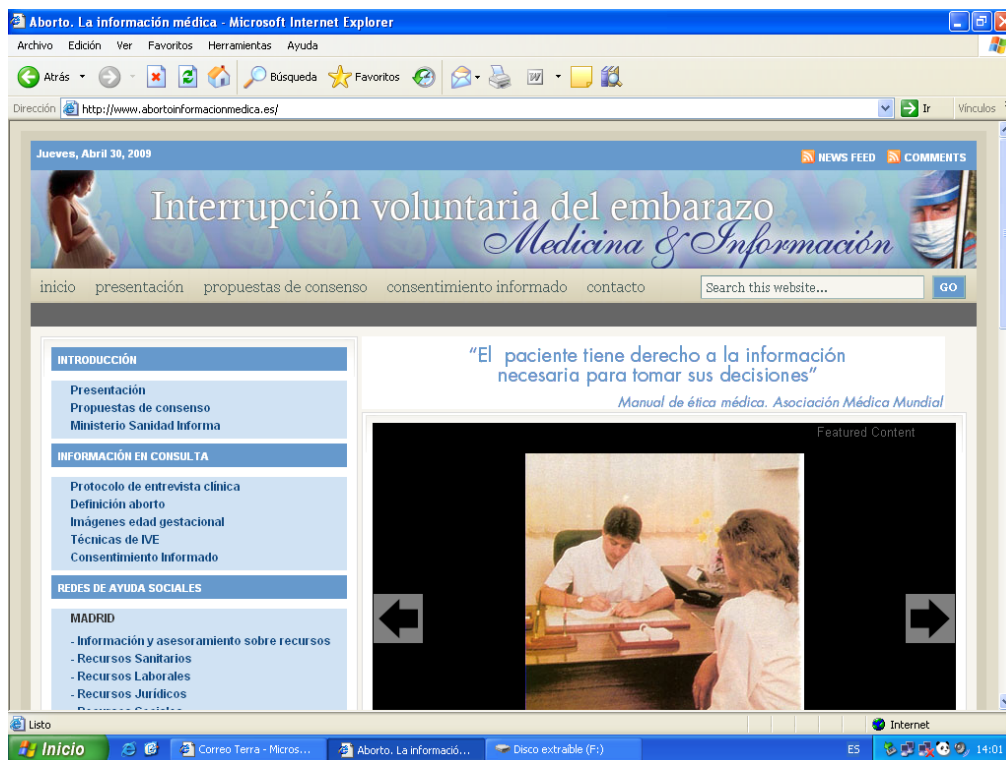 Aborto. La información médica - Microsoft Internet Explorer
Archivo Edición Ver Favoritos Herramientas Ayuda
Atrás Búsqueda Favoritos
Dirección http://www.abortoinformacionmedica.es/ Ir Vínculos
Jueves, Abril 30, 2009 NEWS FEED COMMENTS
Interrupción voluntaria del embarazo
Medicina & Información
inicio presentación propuestas de consenso consentimiento informado contacto Search this website... GO
INTRODUCCIÓN
Presentación
Propuestas de consenso
Ministerio Sanidad Informa
INFORMACIÓN EN CONSULTA
Protocolo de entrevista clínica
Definición aborto
Imágenes edad gestacional
Técnicas de IVE
Consentimiento Informado
REDES DE AYUDA SOCIALES
MADRID
- Información y asesoramiento sobre recursos
- Recursos Sanitarios
- Recursos Laborales
- Recursos Jurídicos
- Recursos Sociales
“El paciente tiene derecho a la información
necesaria para tomar sus decisiones”
Manual de ética médica. Asociación Médica Mundial
Featured Content
Listo Internet
Inicio Correo Terra - Micros... Aborto. La informació... Disco extraíble (F:) ES 14:01